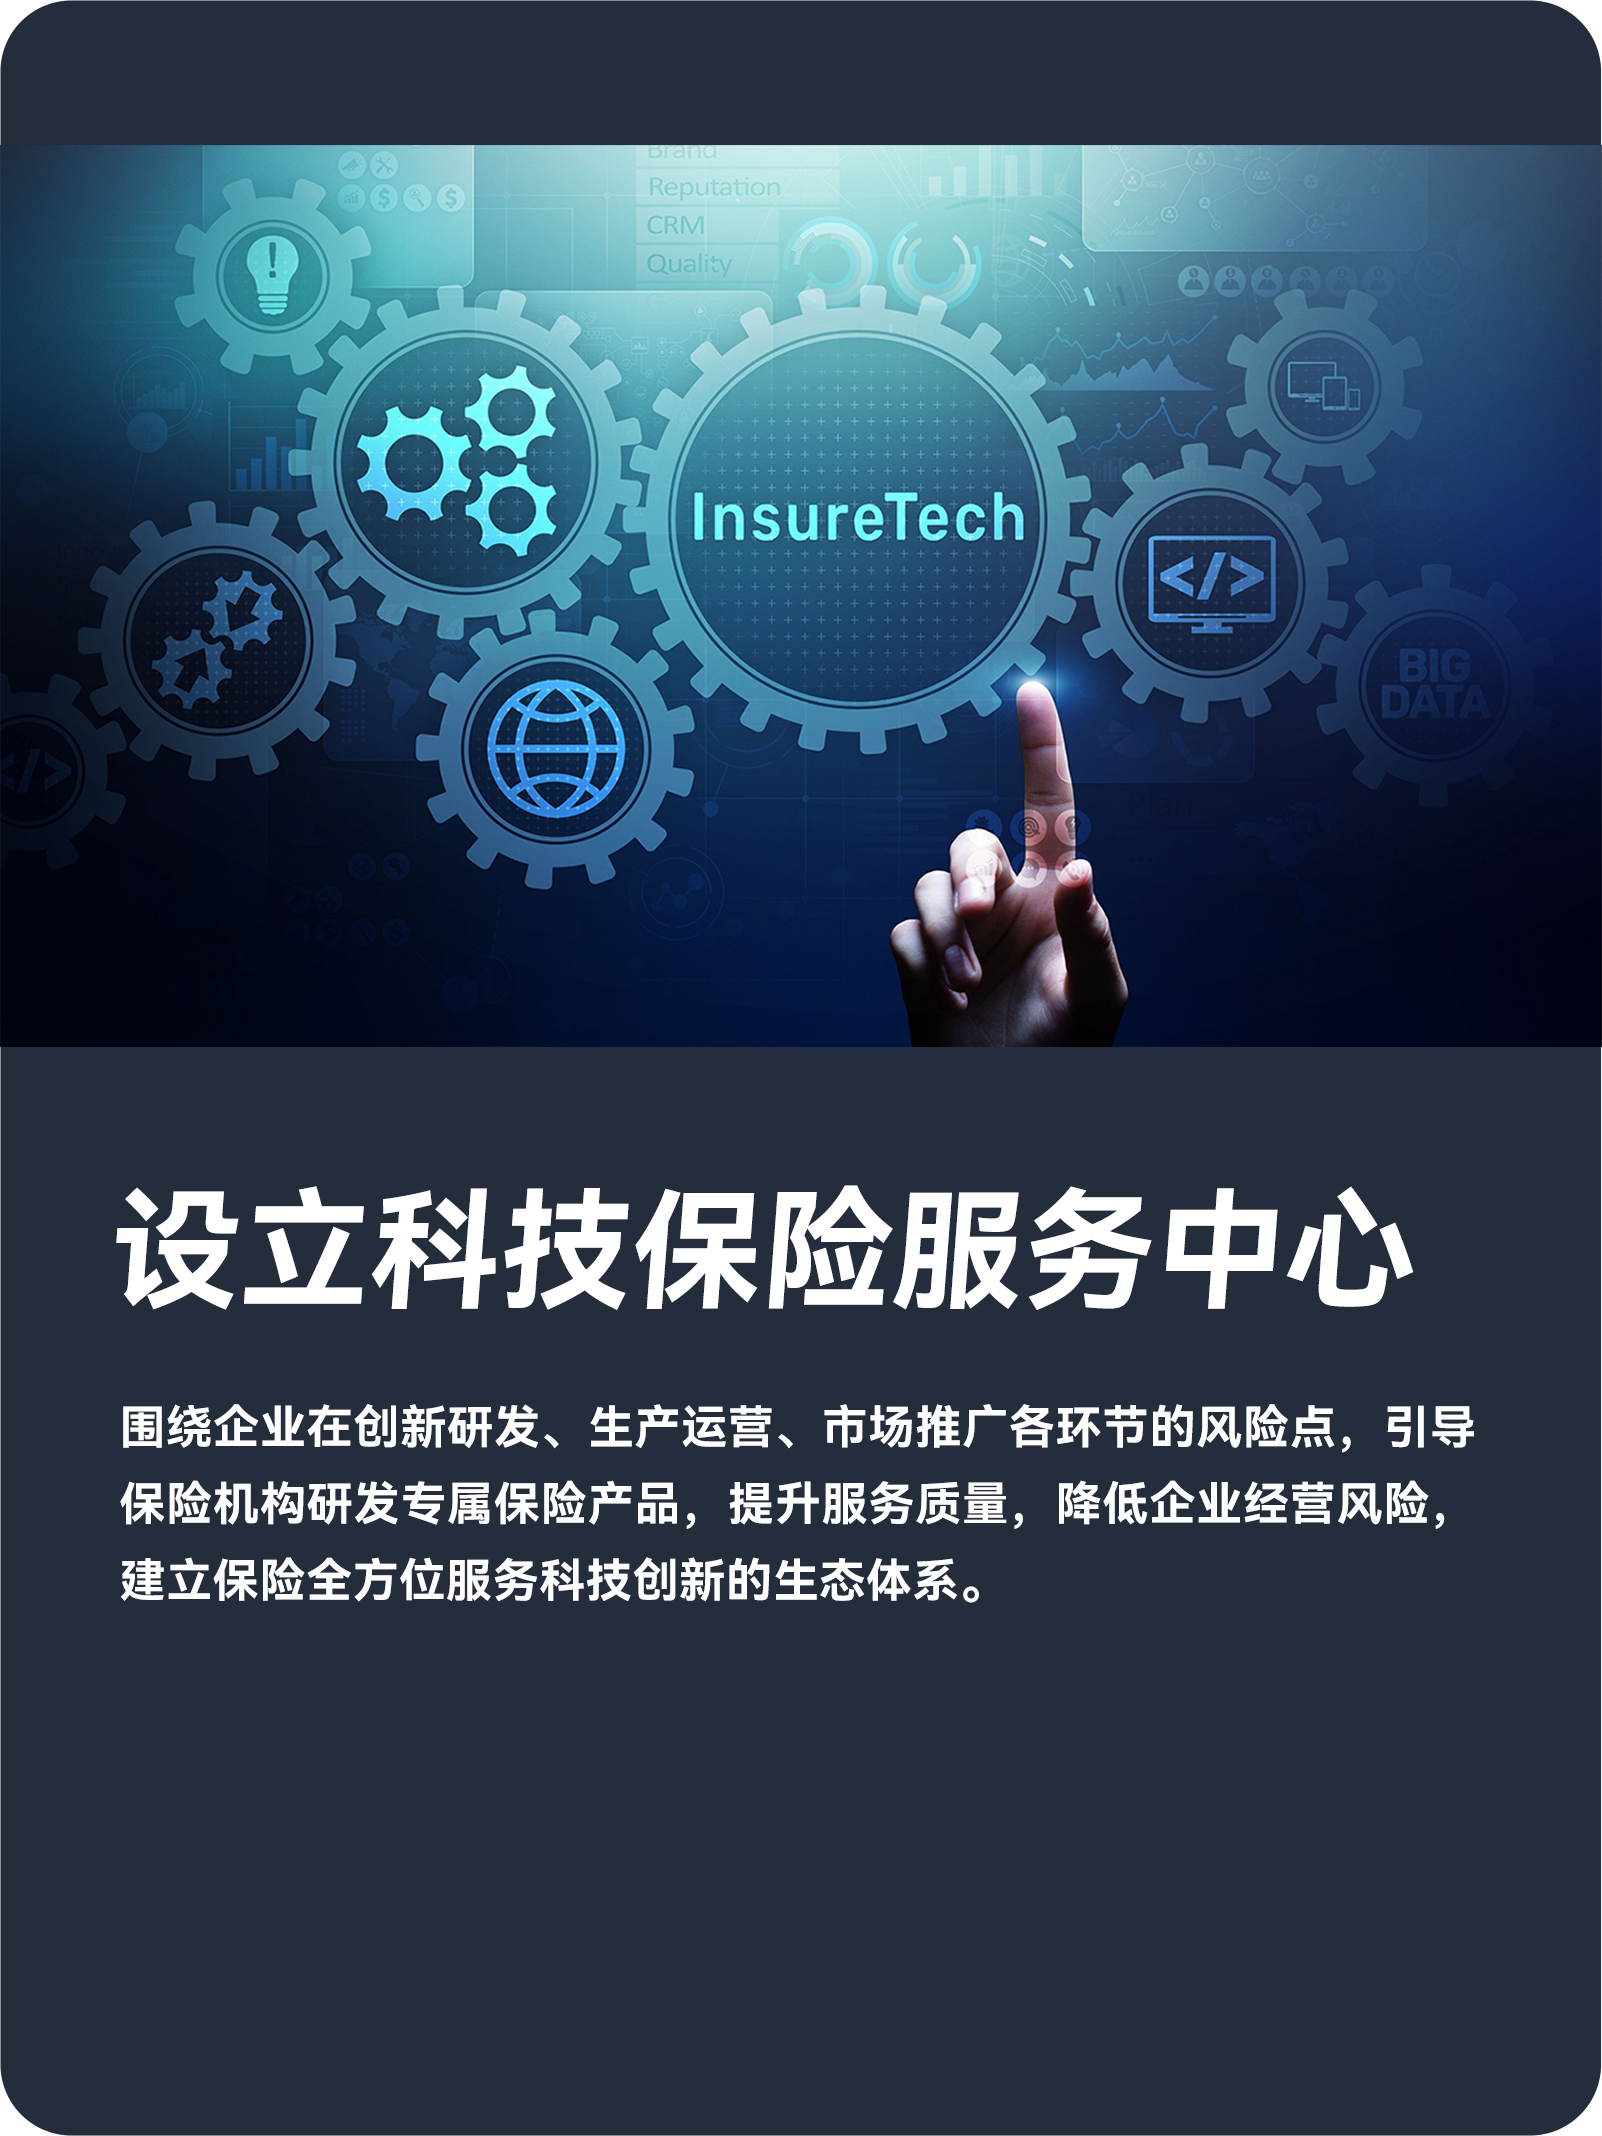 Brand
Reputation
CRM
Quality
InsureTech
</>
BIG
DATA
</>
Plan
设立科技保险服务中心
围绕企业在创新研发、生产运营、市场推广各环节的风险点，引导
保险机构研发专属保险产品，提升服务质量，降低企业经营风险，
建立保险全方位服务科技创新的生态体系。